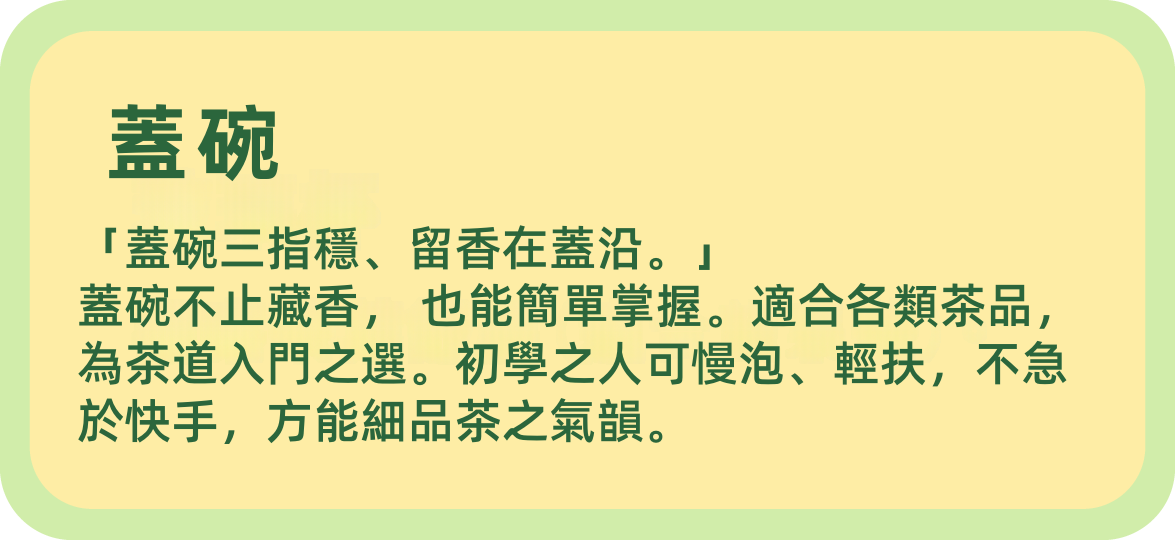 蓋碗
「蓋碗三指穩、留香在蓋沿。」
蓋碗不止藏香， 也能簡單掌握。適合各類茶品，
為茶道入門之選。初學之人可慢泡、輕扶，不急
於快手，方能細品茶之氣韻。